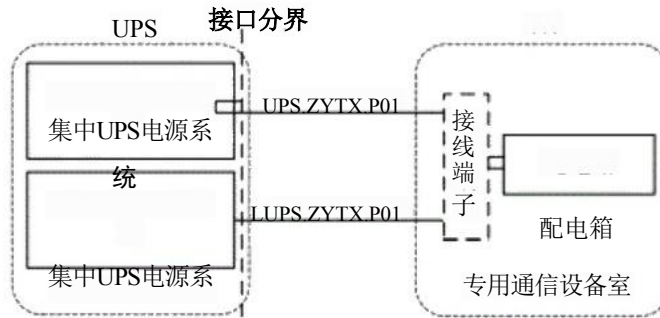 接口分界
UPS
集中UPS电源系
统
UPS.ZYTX.P01
接线端子
LUPS.ZYTX.P01
集中UPS电源系
配电箱
专用通信设备室